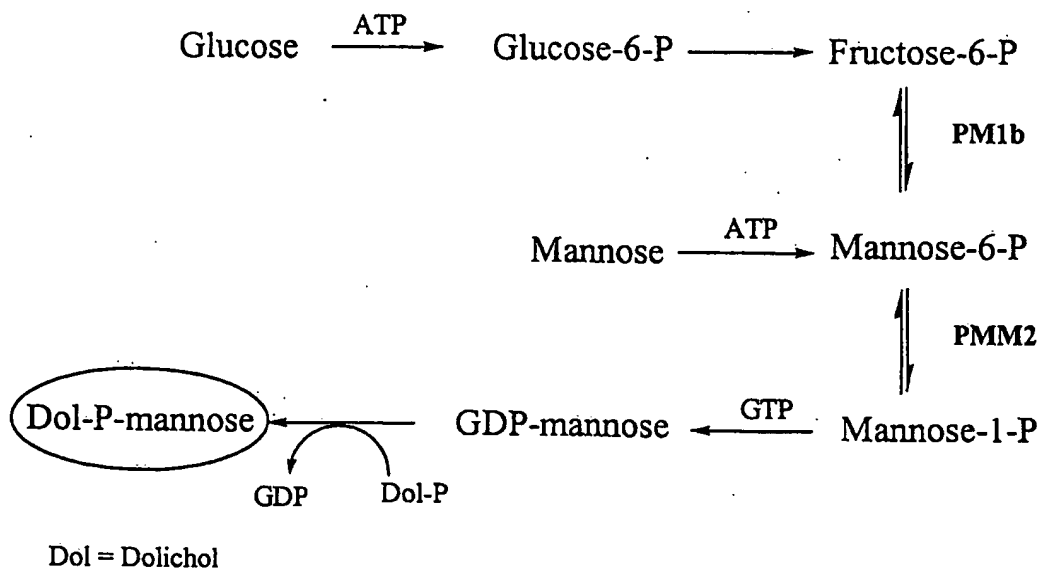 ATP
Glucose Glucose-6-P Fructose-6-P
PM1b
ATP
Mannose Mannose-6-P
PMM2
GTP
Dol-P-mannose GDP-mannose Mannose-1-P
GDP Dol-P
Dol = Dolichol